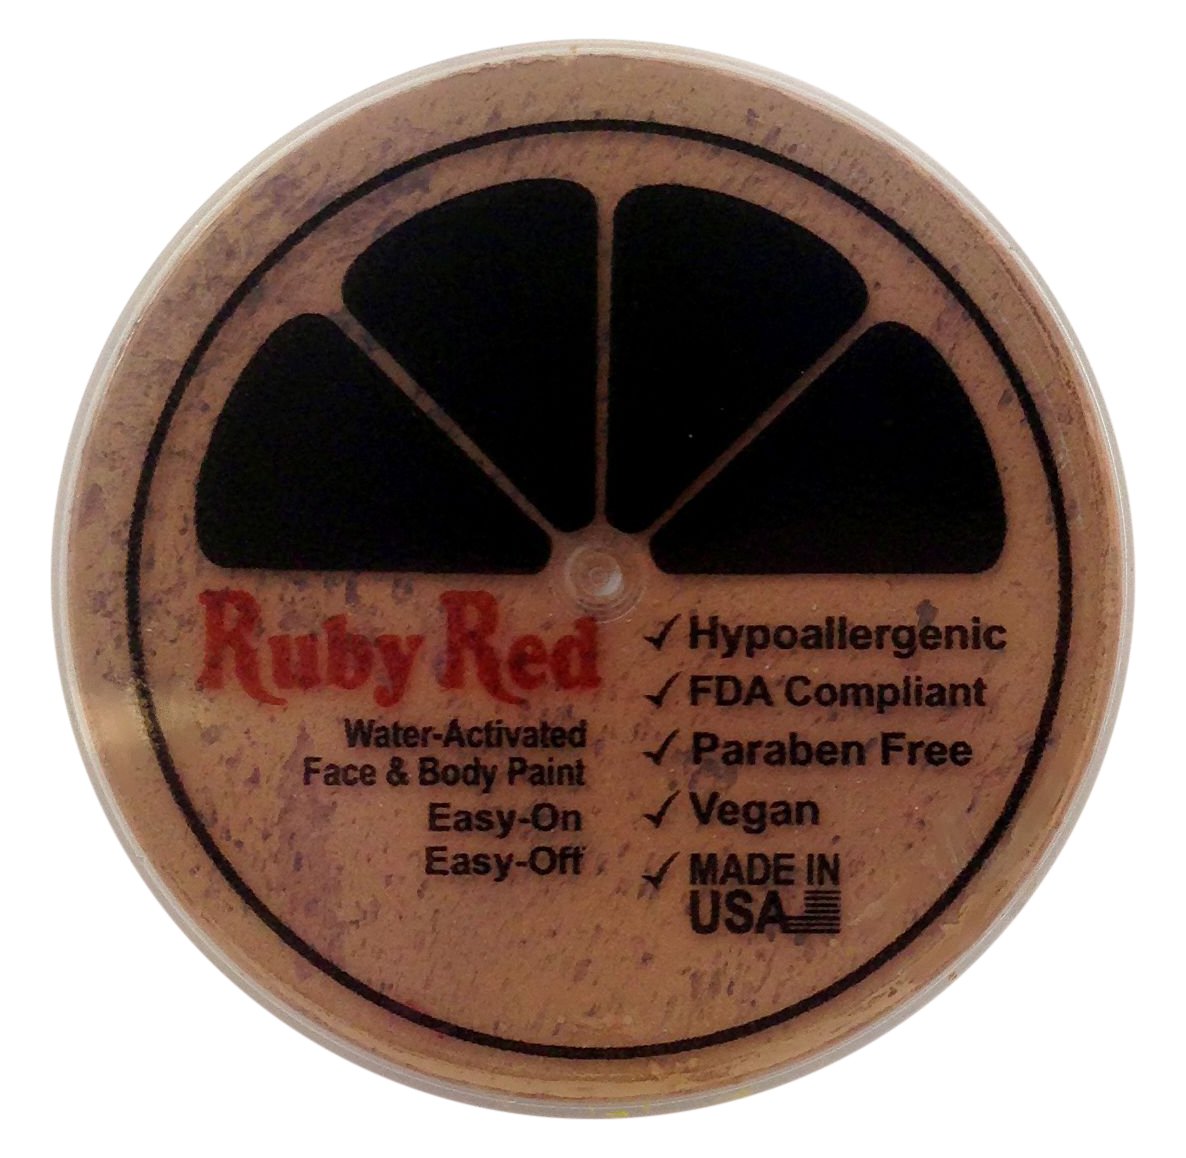 Ruby Red
Water-Activated
Face & Body Paint
Easy-On
Easy-Off
✓ Hypoallergenic
✓ FDA Compliant
✓ Paraben Free
✓ Vegan
✓ MADE IN
USA